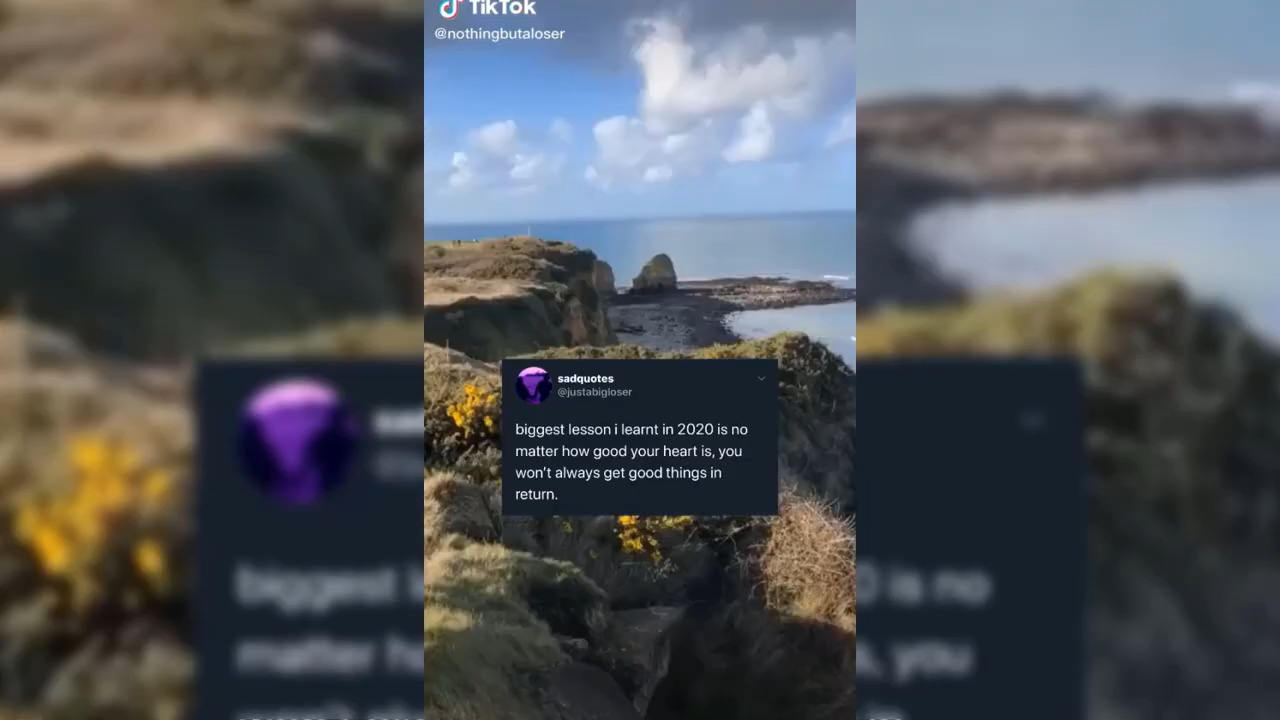 TikTok
@nothingbutaloser
sadquotes
@justabigloser
biggest lesson i learnt in 2020 is no
matter how good your heart is, you
won't always get good things in
return.